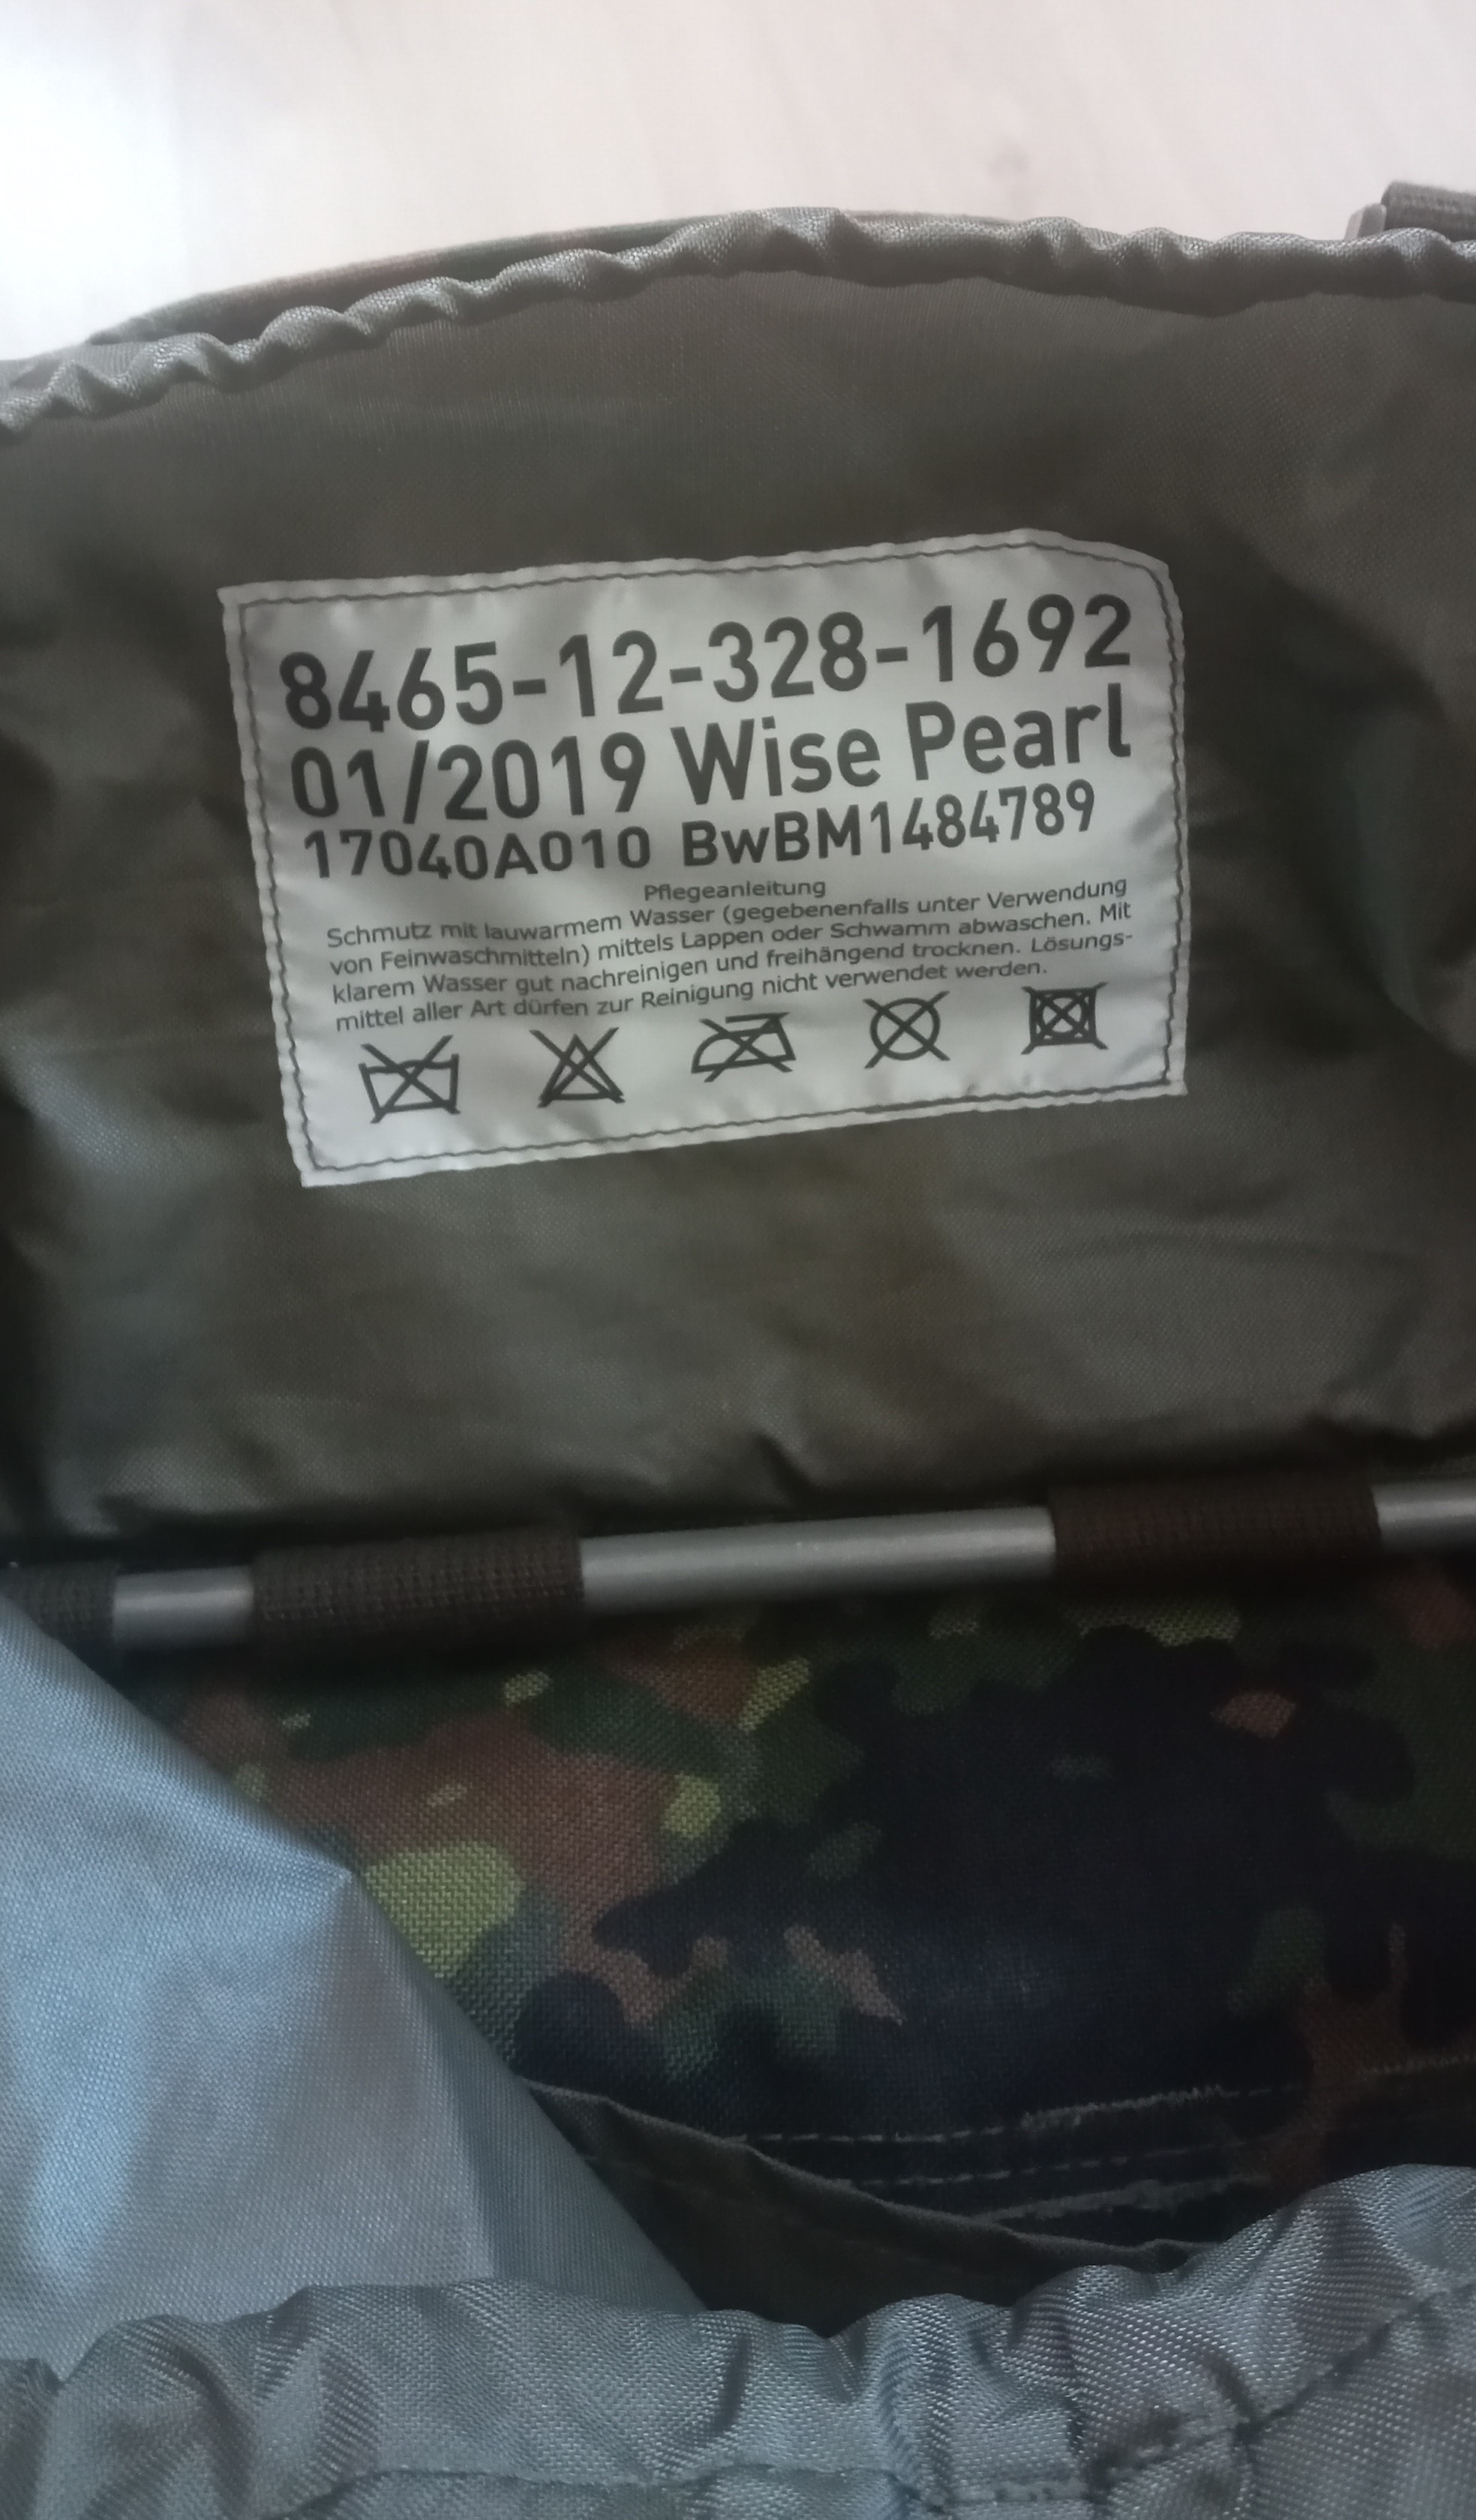 8465-12-328-1692
01/2019 Wise Pearl
17040A010 BwBM1484789
Pflegeanleitung
Schmutz mit lauwarmem Wasser (gegebenenfalls unter Verwendung
von Feinwaschmitteln) mittels Lappen oder Schwamm abwaschen. Mit
klarem Wasser gut nachreinigen und freihängend trocknen. Lösungs-
mittel aller Art dürfen zur Reinigung nicht verwendet werden.